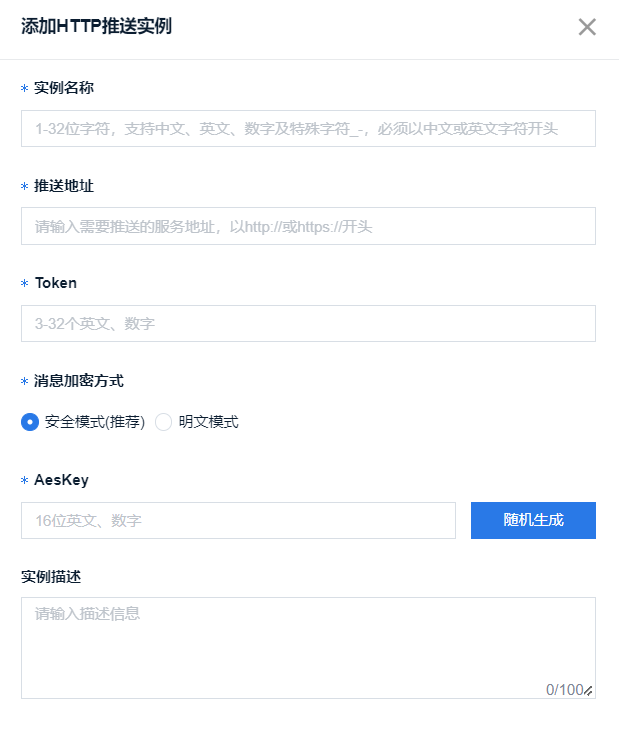 添加HTTP推送实例
* 实例名称
1-32位字符，支持中文、英文、数字及特殊字符_-，必须以中文或英文字符开头
* 推送地址
请输入需要推送的服务地址，以http://或https://开头
* Token
3-32个英文、数字
* 消息加密方式
安全模式(推荐) 明文模式
* AesKey
16位英文、数字 随机生成
实例描述
请输入描述信息
0/100